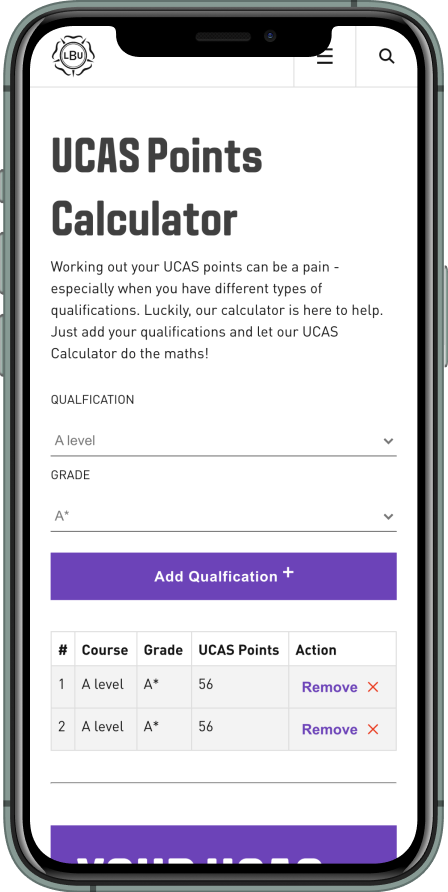 LBU
UCAS Points
Calculator
Working out your UCAS points can be a pain -
especially when you have different types of
qualifications. Luckily, our calculator is here to help.
Just add your qualifications and let our UCAS
Calculator do the maths!
QUALFICATION
A level
GRADE
A*
Add Qualfication +
# Course Grade UCAS Points Action
1 A level A* 56 Remove ×
2 A level A* 56 Remove ×
YOUR UCAS